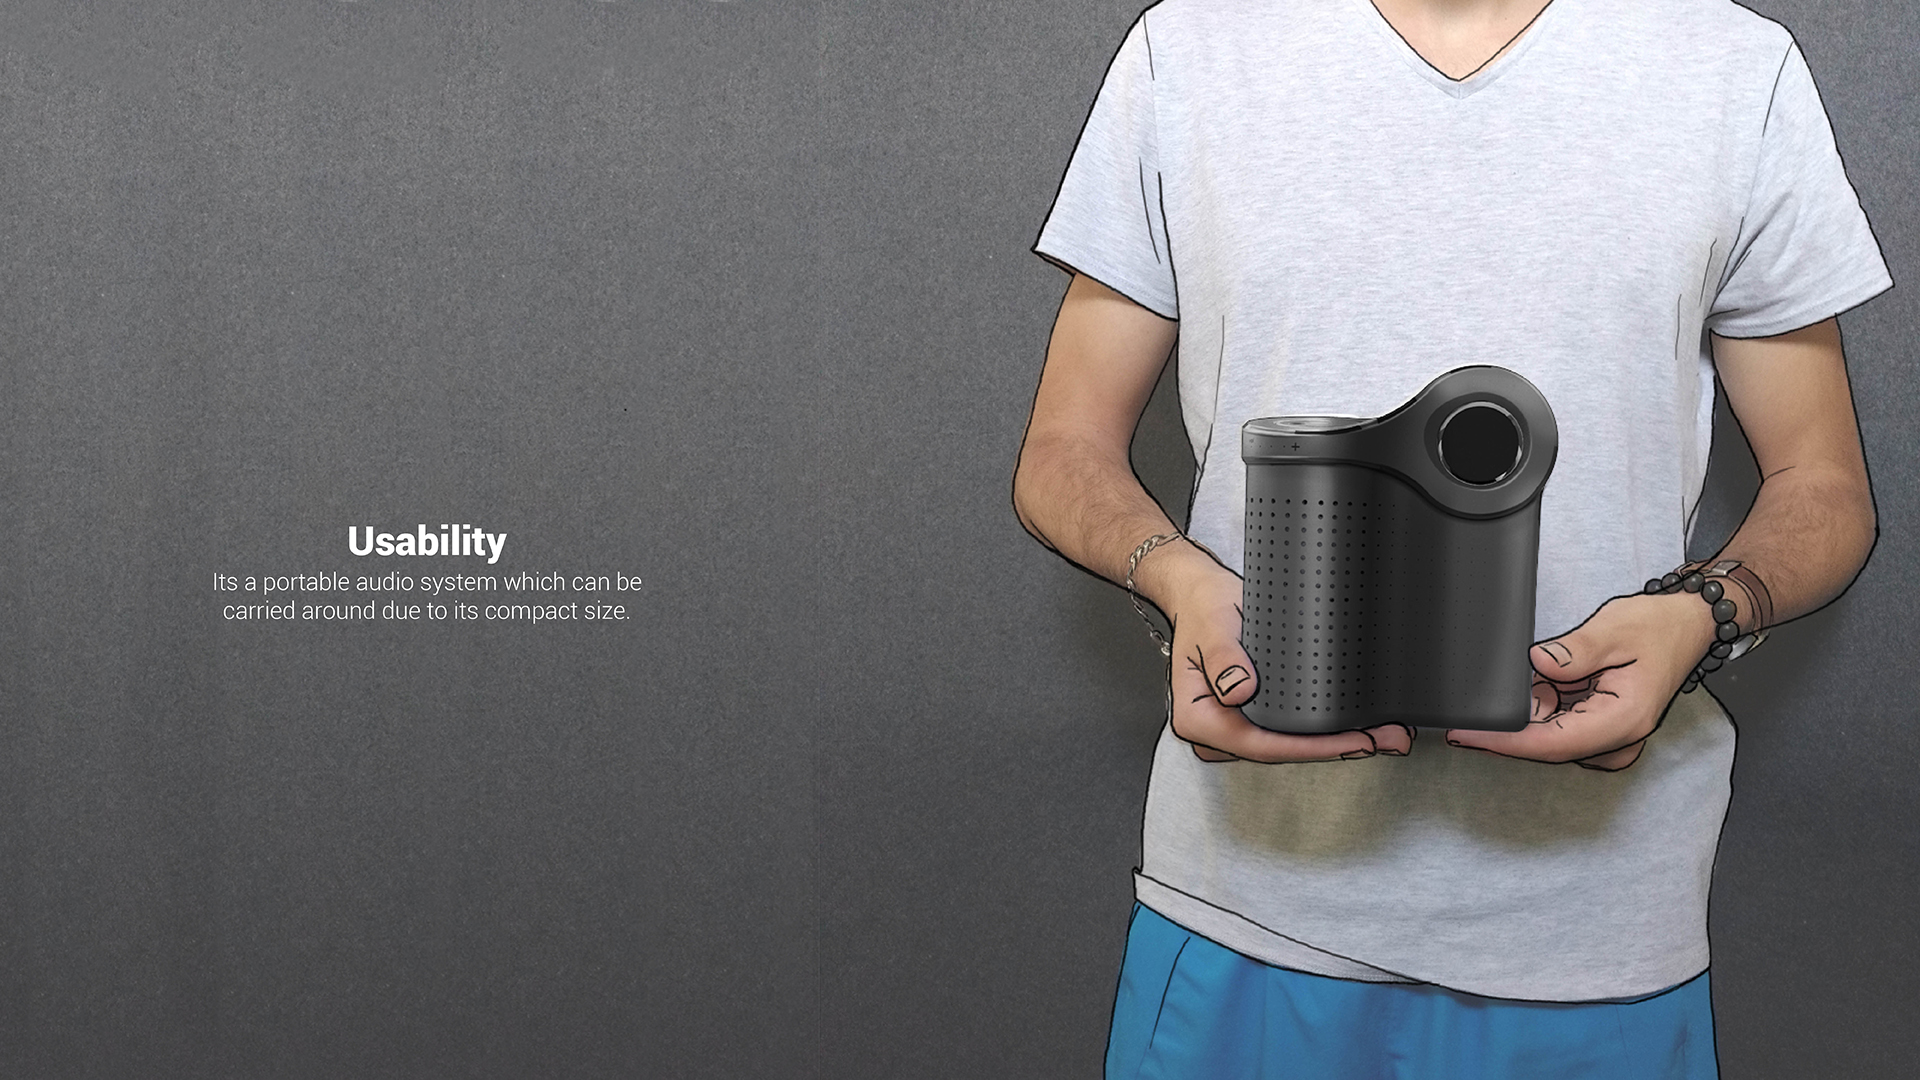 Usability
Its a portable audio system which can be
carried around due to its compact size.